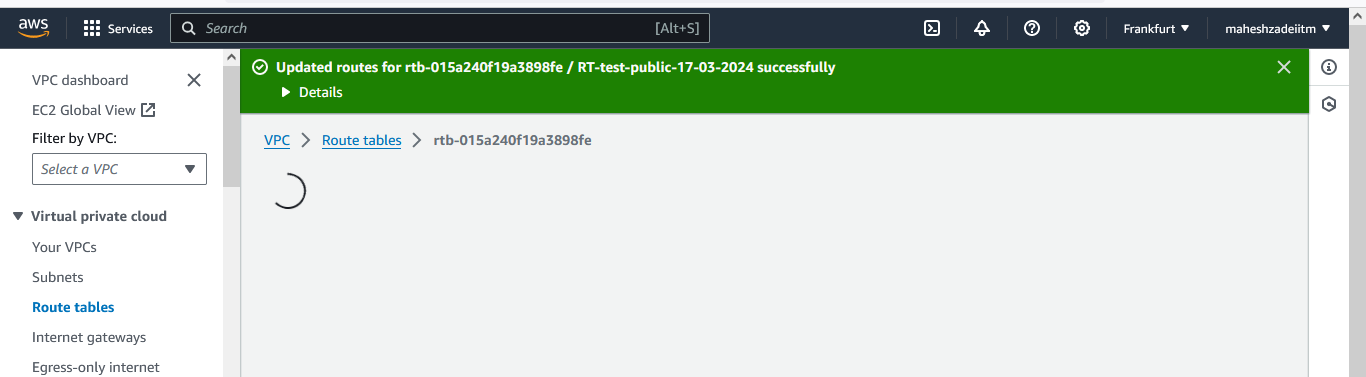 aws
Services
Search
[Alt+S]
Frankfurt
maheshzadeiitm
VPC dashboard
EC2 Global View
Filter by VPC:
Select a VPC
Virtual private cloud
Your VPCs
Subnets
Route tables
Internet gateways
Egress-only internet
Updated routes for rtb-015a240f19a3898fe / RT-test-public-17-03-2024 successfully
Details
VPC
Route tables
rtb-015a240f19a3898fe